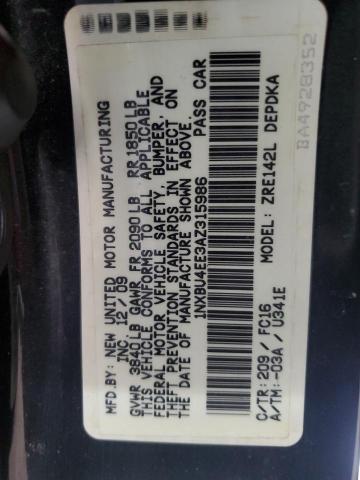 MFD.BY: NEW UNITED MOTOR MANUFACTURING
INC. 12/09
GVWR 3840LB GAWR FR 2090LB RR 1850LB
THIS VEHICLE CONFORMS TO ALL APPLICABLE
FEDERAL MOTOR VEHICLE SAFETY, BUMPER, AND
THEFT PREVENTION STANDARDS IN EFFECT ON
THE DATE OF MANUFACTURE SHOWN ABOVE.
1NXBU4EE3AZ315986 PASS CAR
C/TR: 209 / FC16 MODEL: ZRE142L DEPDKA
A/TM: -03A / U341E
BA4928352